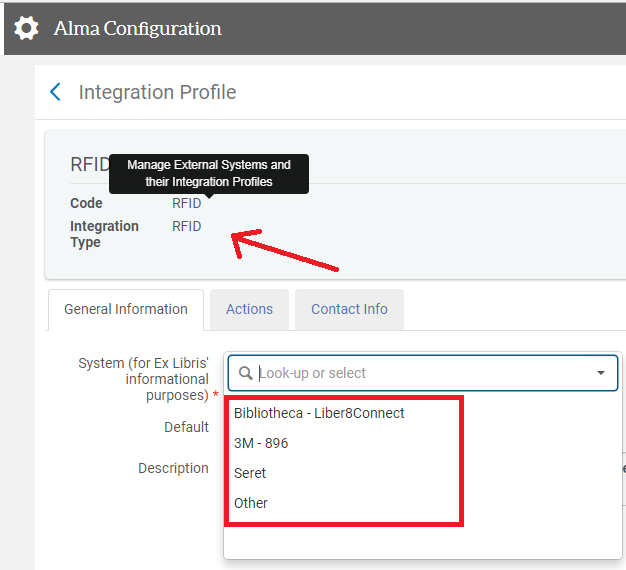 Alma Configuration
Integration Profile
RFID
Manage External Systems and
their Integration Profiles
Code RFID
Integration Type RFID
General Information Actions Contact Info
System (for Ex Libris'
informational
purposes) *
Look-up or select
Bibliotheca - Liber8Connect
Default
3M - 896
Description
Seret
Other